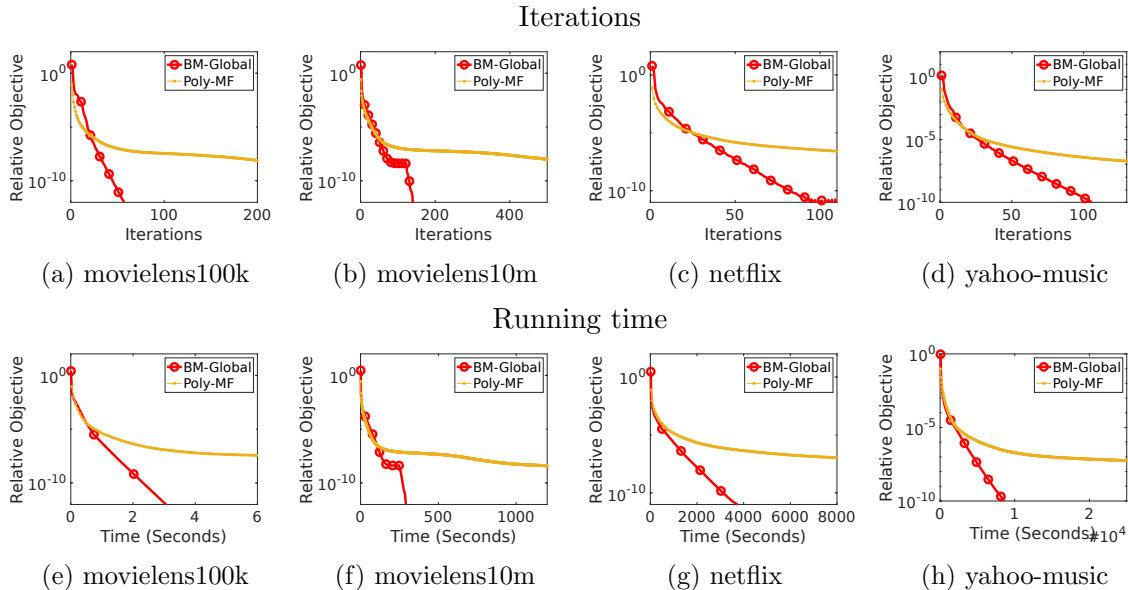 Iterations
Relative Objective
10^0
10^-10
BM-Global
Poly-MF
0 100 200
Iterations
(a) movielens100k
Relative Objective
10^0
10^-10
BM-Global
Poly-MF
0 200 400
Iterations
(b) movielens10m
Relative Objective
10^0
10^-10
BM-Global
Poly-MF
0 50 100
Iterations
(c) netflix
Relative Objective
10^0
10^-5
10^-10
BM-Global
Poly-MF
0 50 100
Iterations
(d) yahoo-music
Running time
Relative Objective
10^0
10^-10
BM-Global
Poly-MF
0 2 4 6
Time (Seconds)
(e) movielens100k
Relative Objective
10^0
10^-10
BM-Global
Poly-MF
0 500 1000
Time (Seconds)
(f) movielens10m
Relative Objective
10^0
10^-10
BM-Global
Poly-MF
0 2000 4000 6000 8000
Time (Seconds)
(g) netflix
Relative Objective
10^0
10^-5
10^-10
BM-Global
Poly-MF
0 1 2
Time (Seconds) #10^4
(h) yahoo-music